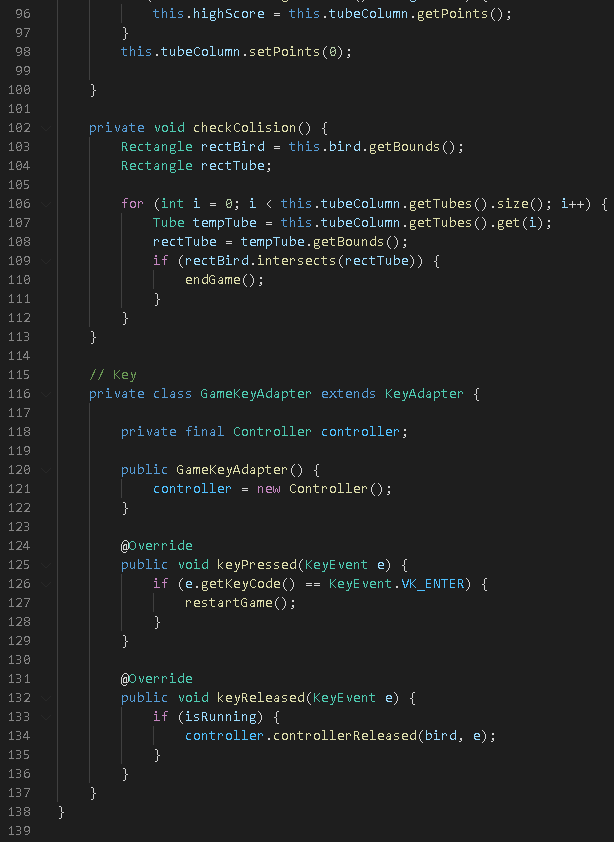 96 this.highScore = this.tubeColumn.getPoints();
97 }
98 this.tubeColumn.setPoints(0);
99
100 }
101
102 private void checkColision() {
103 Rectangle rectBird = this.bird.getBounds();
104 Rectangle rectTube;
105
106 for (int i = 0; i < this.tubeColumn.getTubes().size(); i++) {
107 Tube tempTube = this.tubeColumn.getTubes().get(i);
108 rectTube = tempTube.getBounds();
109 if (rectBird.intersects(rectTube)) {
110 endGame();
111 }
112 }
113 }
114
115 // Key
116 private class GameKeyAdapter extends KeyAdapter {
117
118 private final Controller controller;
119
120 public GameKeyAdapter() {
121 controller = new Controller();
122 }
123
124 @Override
125 public void keyPressed(KeyEvent e) {
126 if (e.getKeyCode() == KeyEvent.VK_ENTER) {
127 restartGame();
128 }
129 }
130
131 @Override
132 public void keyReleased(KeyEvent e) {
133 if (isRunning) {
134 controller.controllerReleased(bird, e);
135 }
136 }
137 }
138 }
139